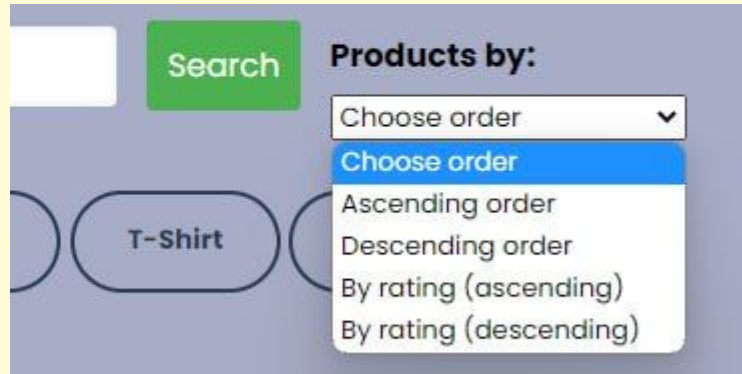 Search
Products by:
Choose order
Choose order
Ascending order
T-Shirt
Descending order
By rating (ascending)
By rating (descending)